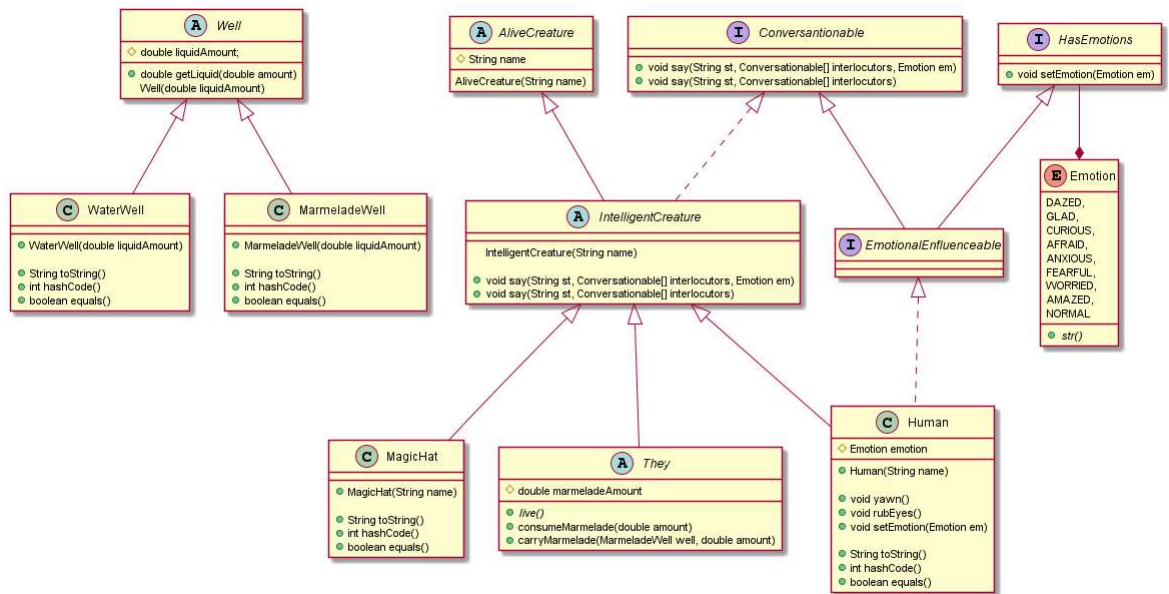 A Well
double liquidAmount;
double getLiquid(double amount)
Well(double liquidAmount)
A AliveCreature
String name
AliveCreature(String name)
I Conversantionable
void say(String st, Conversationable[] interlocutors, Emotion em)
void say(String st, Conversationable[] interlocutors)
I HasEmotions
void setEmotion(Emotion em)
C WaterWell
WaterWell(double liquidAmount)
String toString()
int hashCode()
boolean equals()
C MarmeladeWell
MarmeladeWell(double liquidAmount)
String toString()
int hashCode()
boolean equals()
A IntelligentCreature
IntelligentCreature(String name)
void say(String st, Conversationable[] interlocutors, Emotion em)
void say(String st, Conversationable[] interlocutors)
I EmotionalEnfluenceable
E Emotion
DAZED,
GLAD,
CURIOUS,
AFRAID,
ANXIOUS,
FEARFUL,
WORRIED,
AMAZED,
NORMAL
str()
C MagicHat
MagicHat(String name)
String toString()
int hashCode()
boolean equals()
A They
double marmeladeAmount
live()
consumeMarmelade(double amount)
carryMarmelade(MarmeladeWell well, double amount)
C Human
Emotion emotion
Human(String name)
void yawn()
void rubEyes()
void setEmotion(Emotion em)
String toString()
int hashCode()
boolean equals()